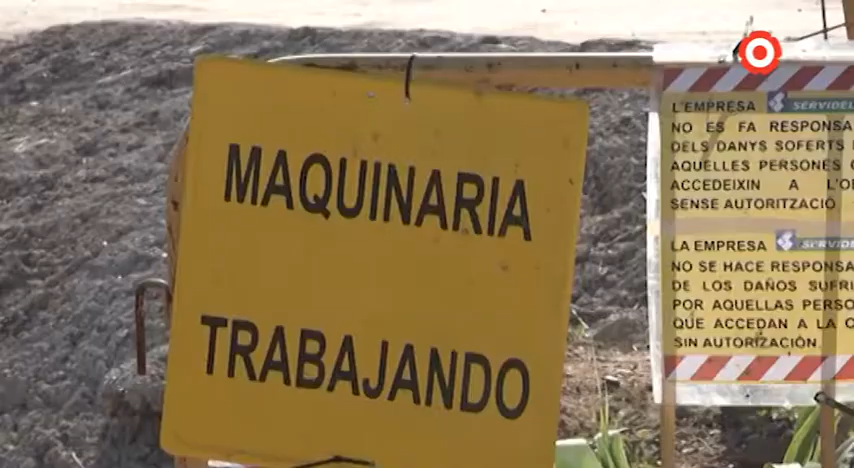 MAQUINARIA
TRABAJANDO
L'EMPRESA
NO ES FA
DELS DANYS SOFERTS
AQUELLES PERSONES
ACCEDEIXIN A
SENSE AUTORITZACIÓ
LA EMPRESA
NO SE HACE
DE LOS DAÑOS
POR AQUELLAS
QUE ACCEDAN A LA
SIN AUTORIZACIÓN.